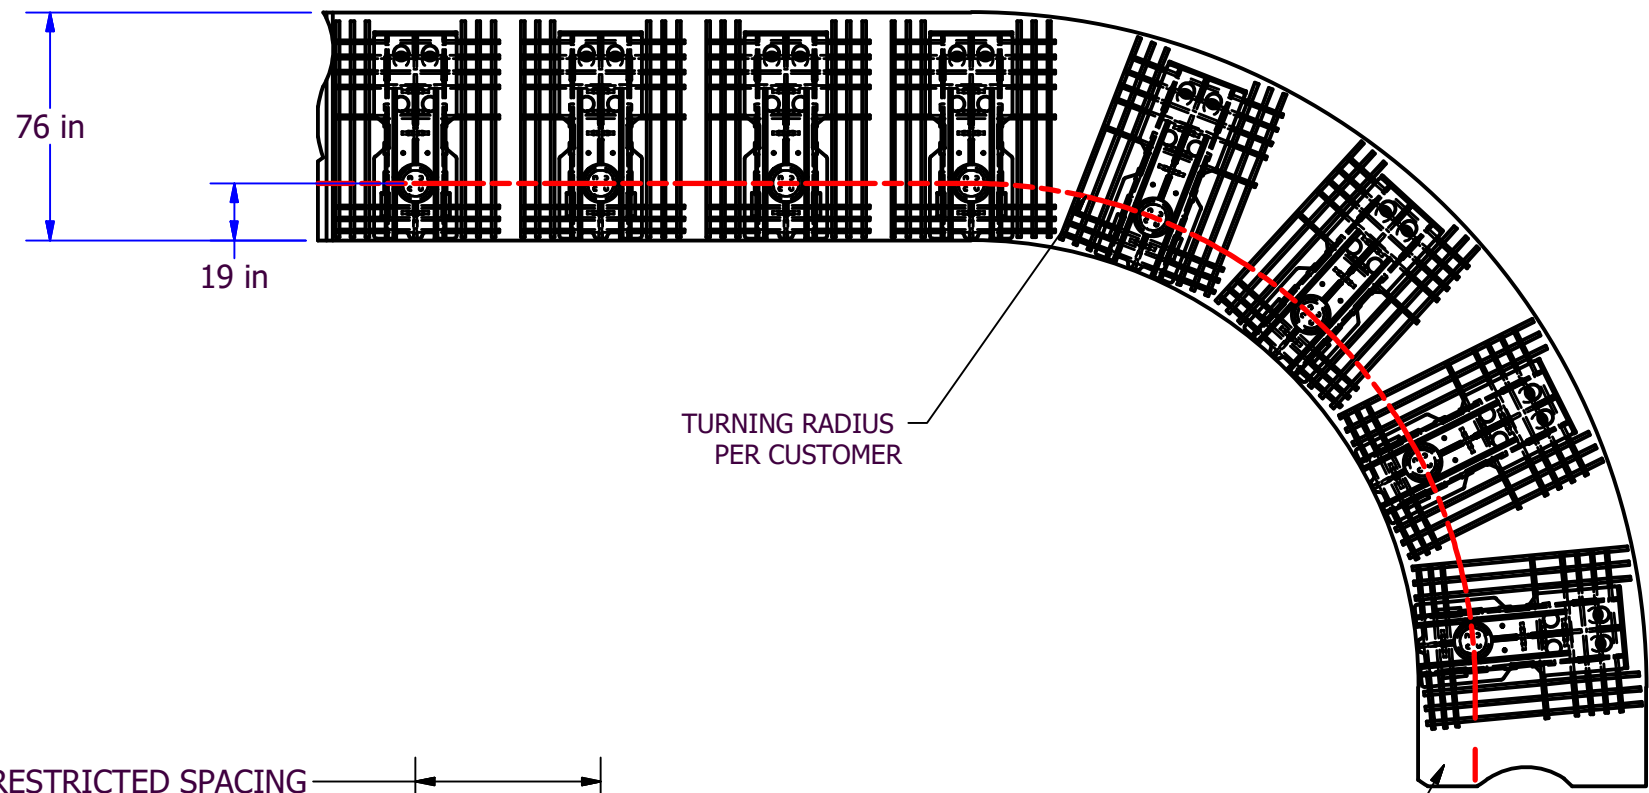 76 in
19 in
TURNING RADIUS
PER CUSTOMER
RESTRICTED SPACING